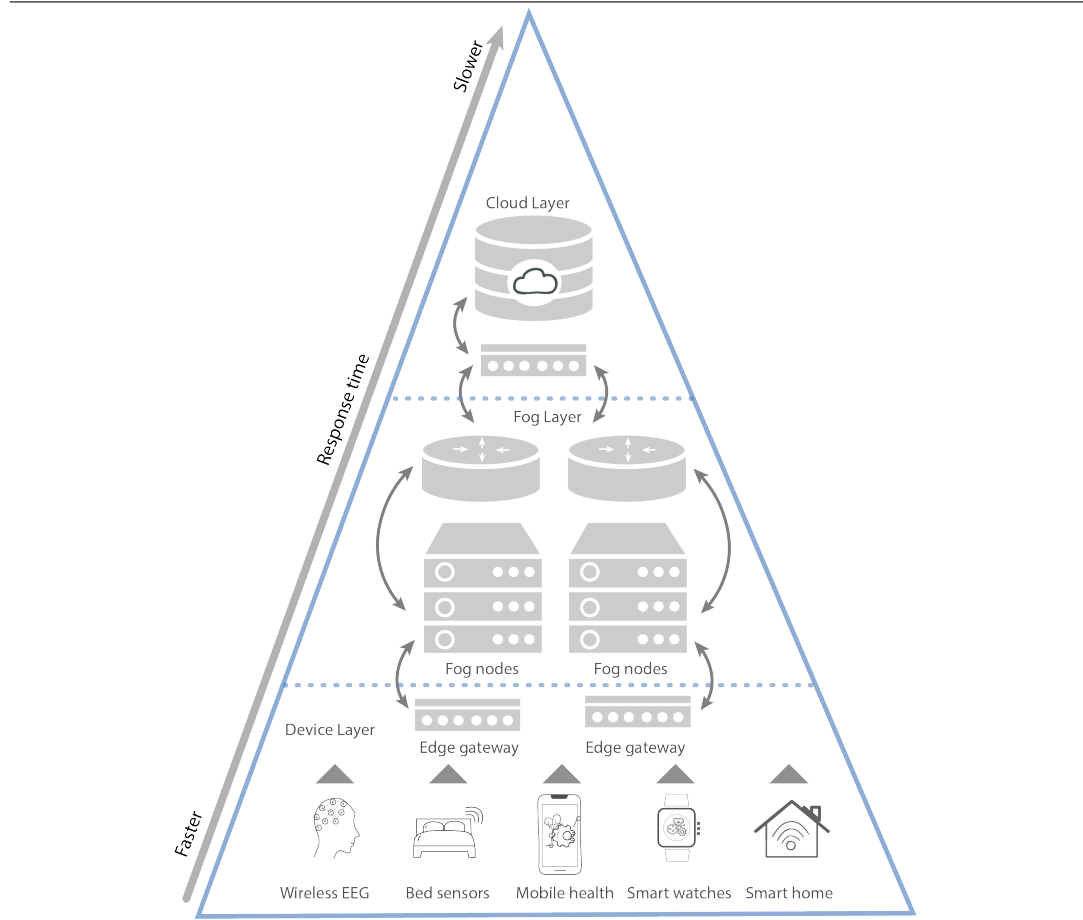 Slower
Cloud Layer
Response time
Fog Layer
Fog nodes
Fog nodes
Device Layer
Edge gateway
Edge gateway
Faster
Wireless EEG
Bed sensors
Mobile health
Smart watches
Smart home